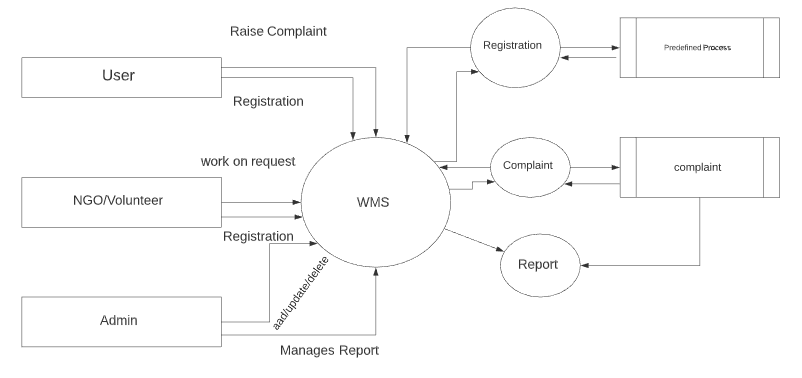 Raise Complaint
User
Registration
work on request
NGO/Volunteer
Registration
Admin
aad/update/delete
Manages Report
WMS
Registration
Predefined Process
Complaint
complaint
Report